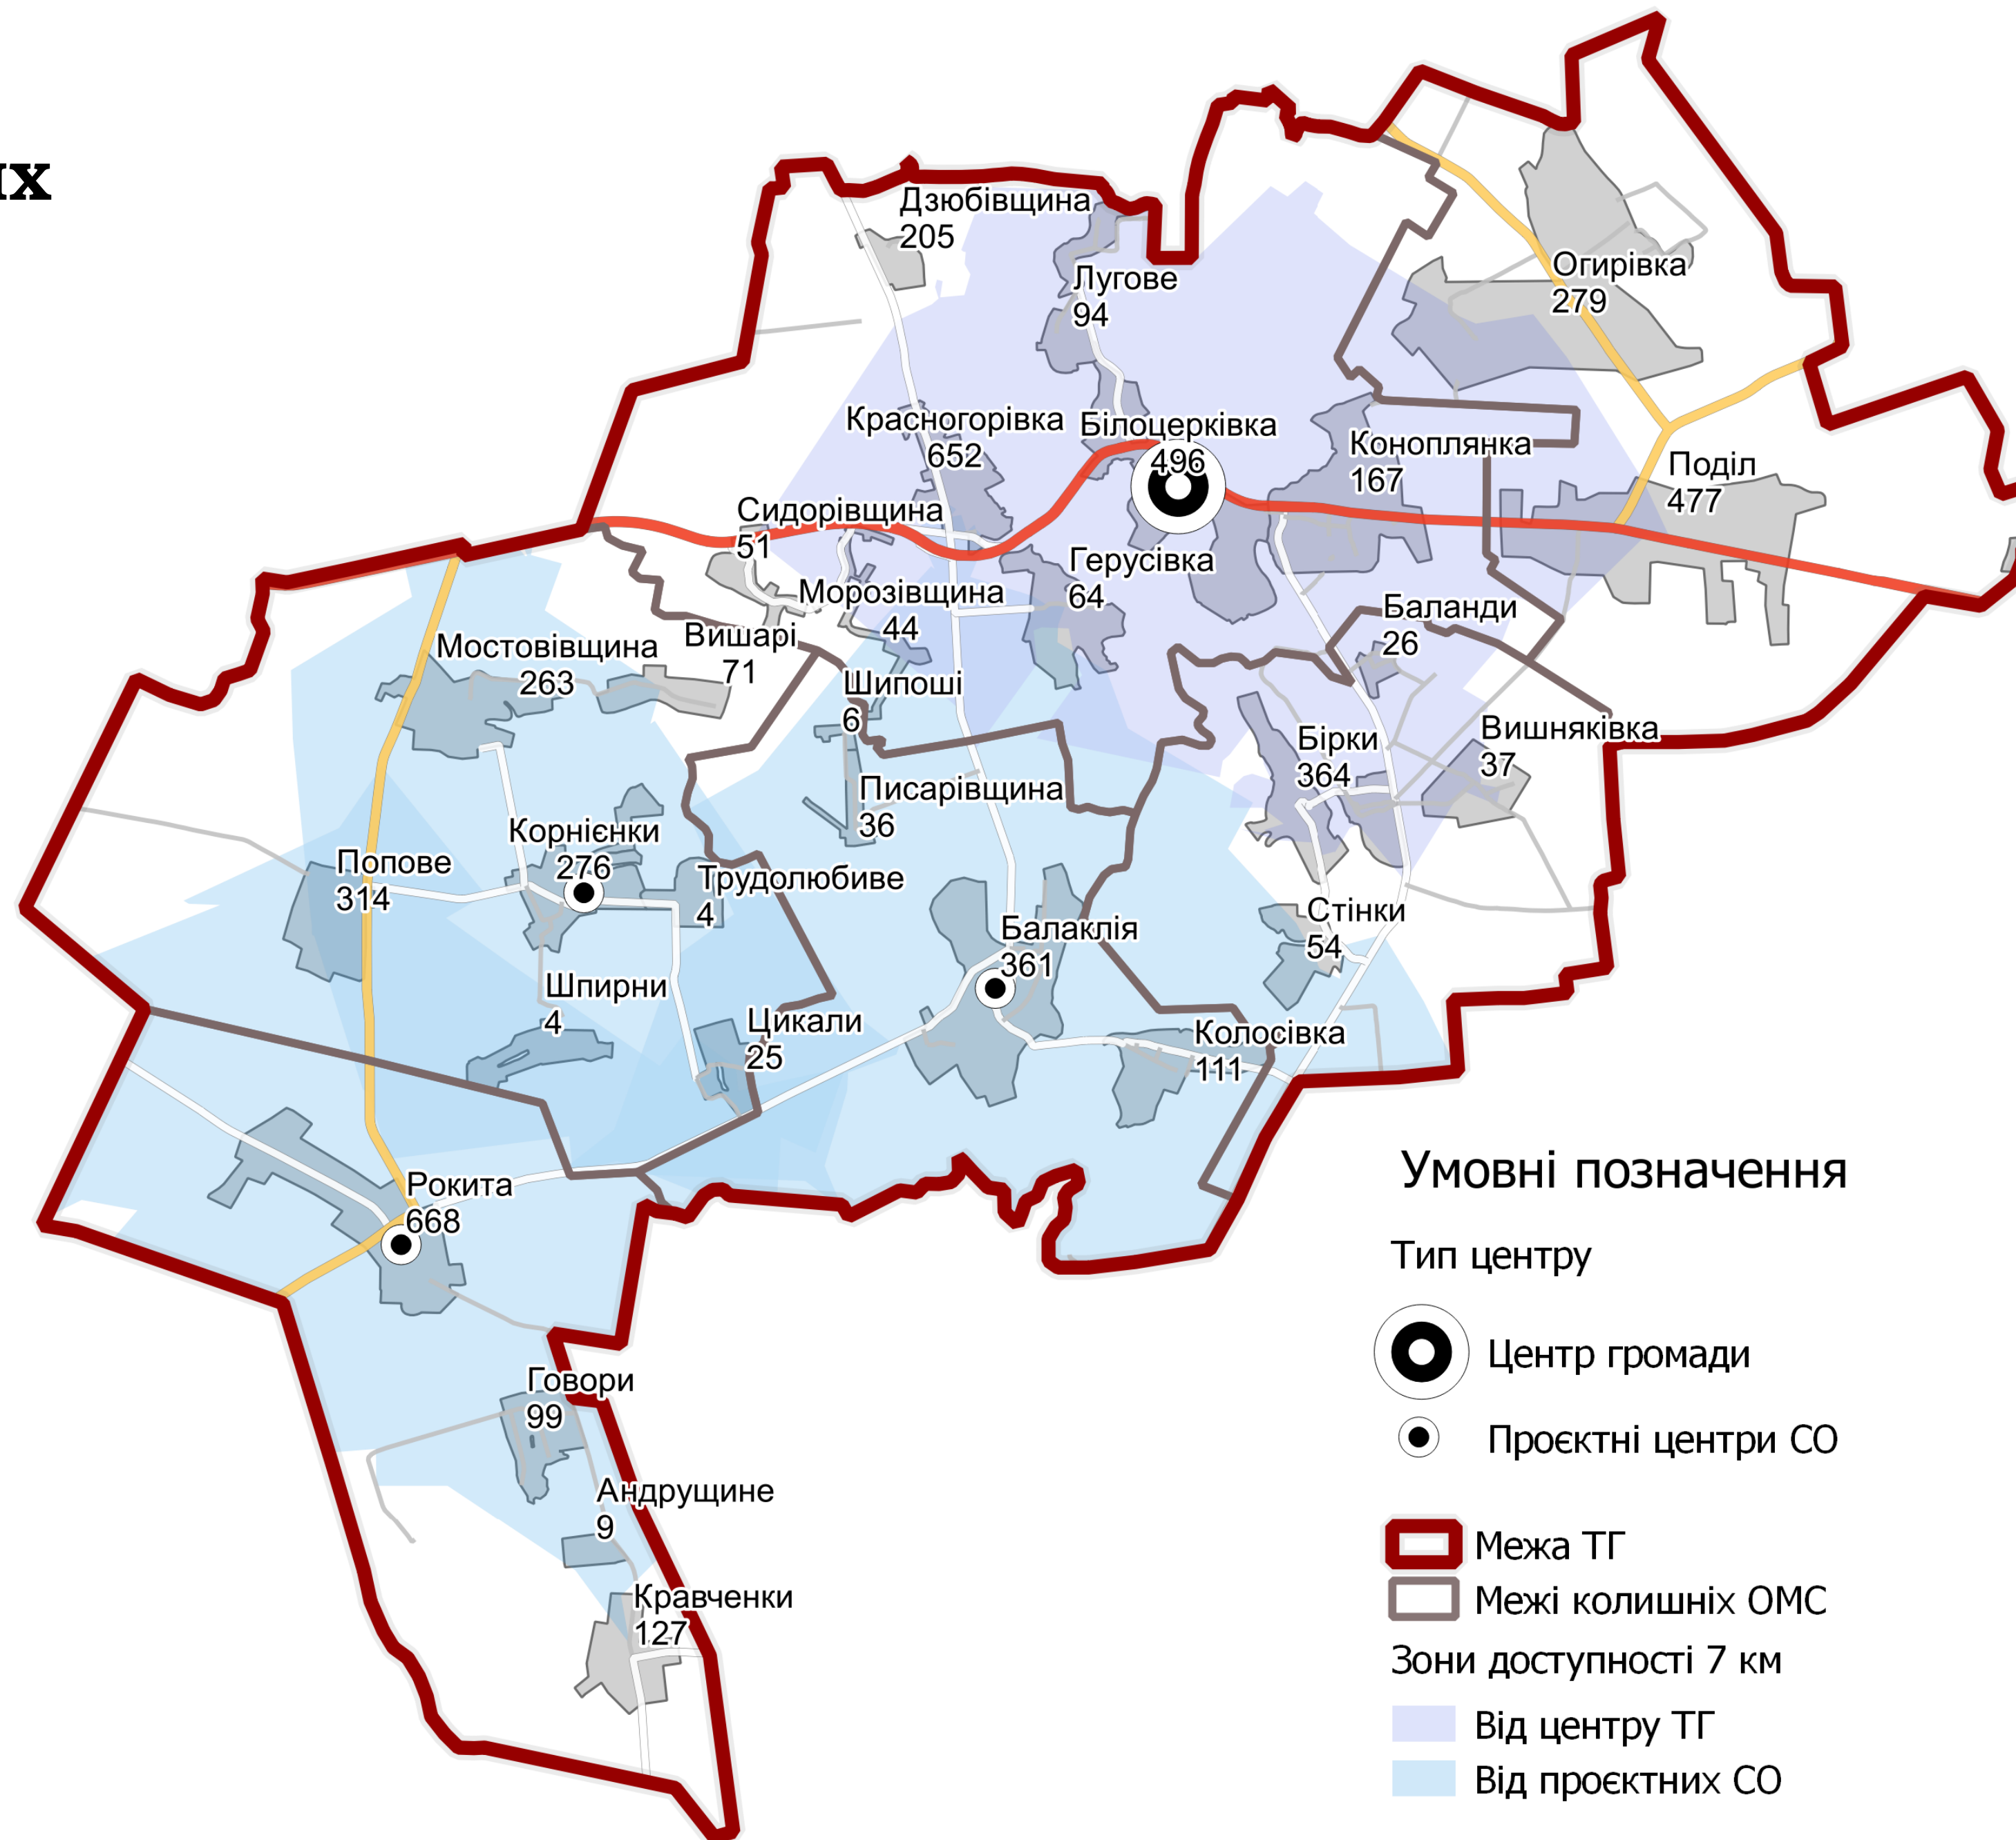 их
Дзюбівщина
205
Лугове
94
Огирівка
279
Красногорівка
652
Білоцерківка
496
Коноплянка
167
Поділ
477
Сидорівщина
51
Герусівка
64
Морозівщина
44
Баланди
26
Вишарі
71
Мостовівщина
263
Шипоші
6
Бірки
364
Вишняківка
37
Писарівщина
36
Корнієнки
276
Попове
314
Трудолюбиве
4
Балаклія
361
Стінки
54
Шпирни
4
Цикали
25
Колосівка
111
Рокита
668
Говори
99
Андрущине
9
Кравченки
127
Умовні позначення
Тип центру
Центр громади
Проєктні центри СО
Межа ТГ
Межі колишніх ОМС
Зони доступності 7 км
Від центру ТГ
Від проєктних СО